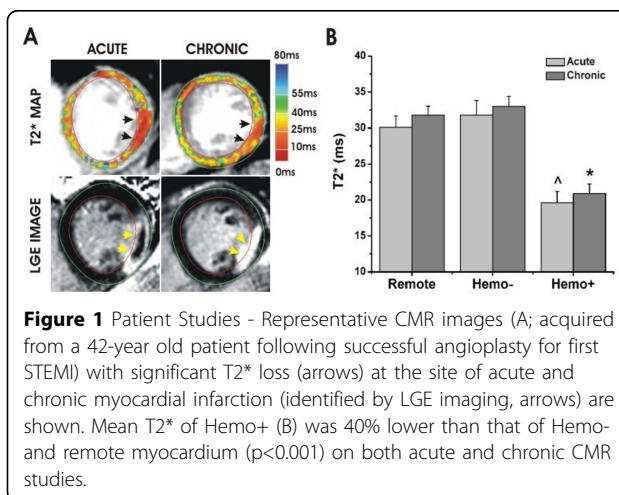 A
ACUTE
CHRONIC
T2* MAP
LGE IMAGE
80ms
55ms
40ms
25ms
10ms
0ms
B
T2* (ms)
40
35
30
25
20
15
10
Acute
Chronic
^
*
Remote
Hemo-
Hemo+
Figure 1 Patient Studies - Representative CMR images (A; acquired
from a 42-year old patient following successful angioplasty for first
STEMI) with significant T2* loss (arrows) at the site of acute and
chronic myocardial infarction (identified by LGE imaging, arrows) are
shown. Mean T2* of Hemo+ (B) was 40% lower than that of Hemo-
and remote myocardium (p<0.001) on both acute and chronic CMR
studies.